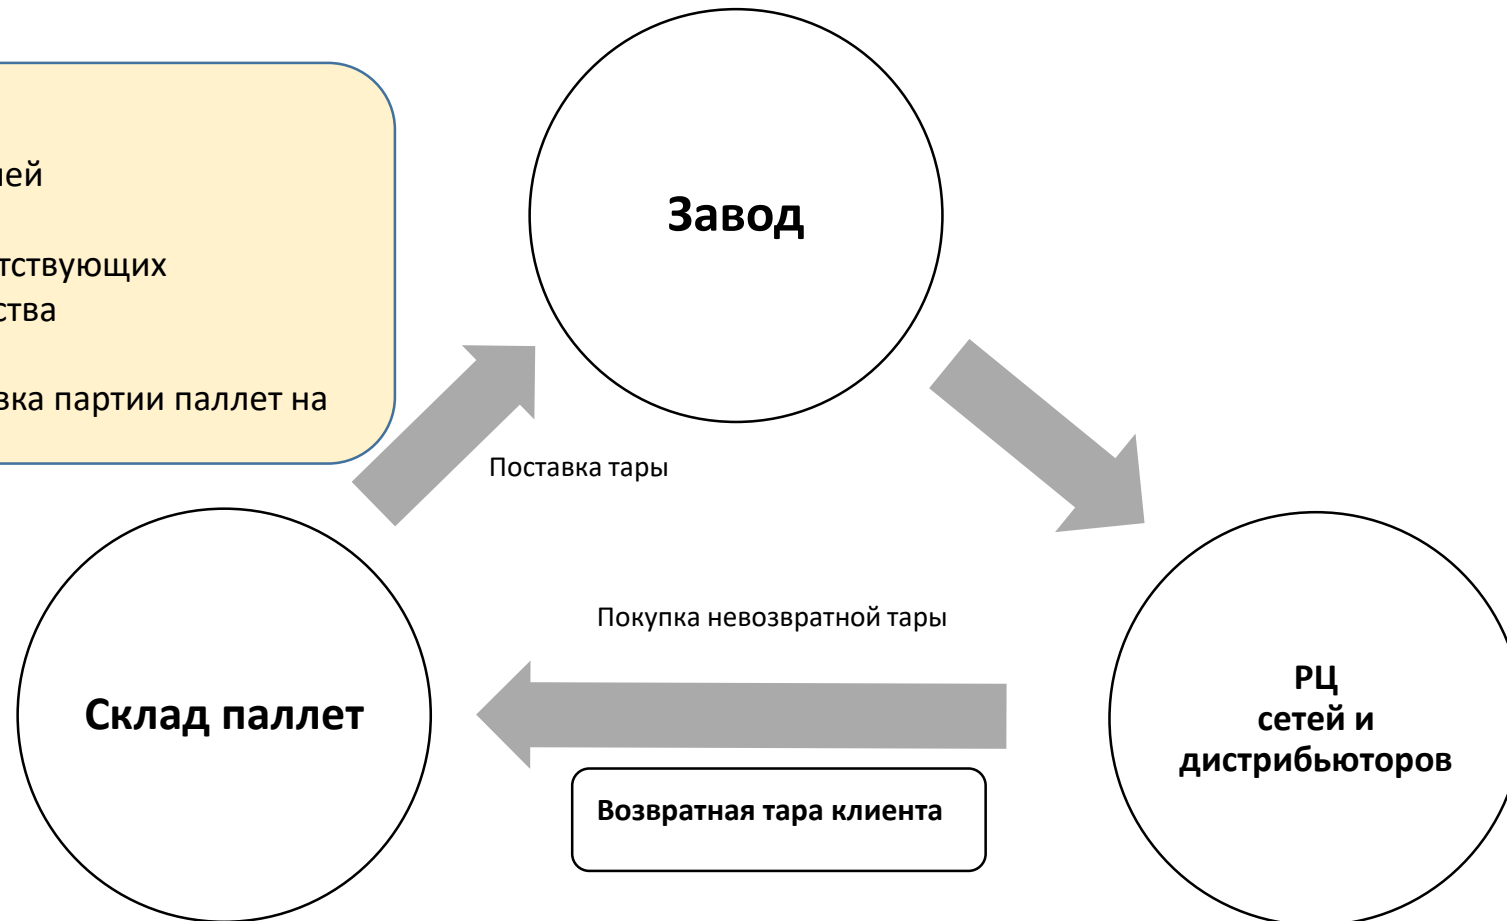 лей
тствующих
ства
вка партии паллет на
Завод
Поставка тары
Покупка невозвратной тары
Склад паллет
РЦ
сетей и
дистрибьюторов
Возвратная тара клиента